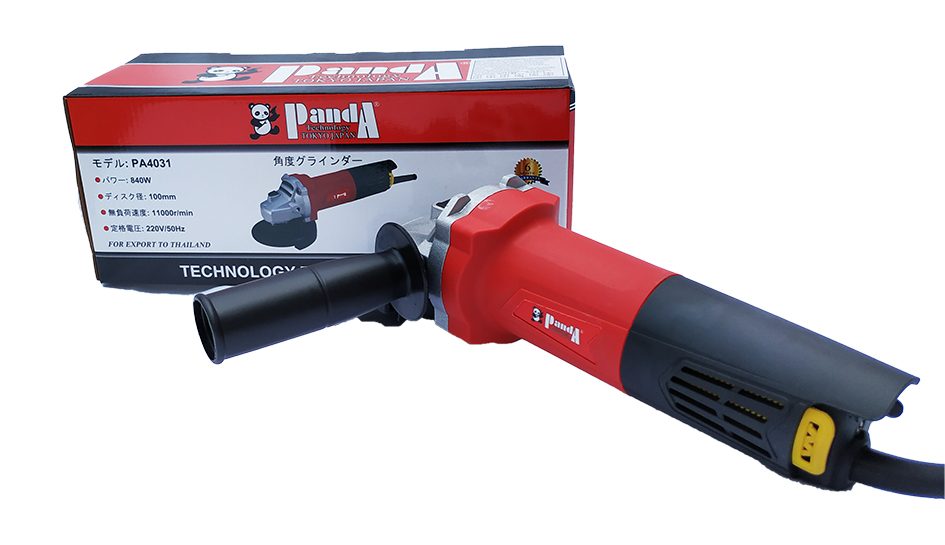 PandA
Technology
TOKYO JAPAN
PandA®
Technology
TOKYO JAPAN
モデル: PA4031
パワー: 840W
ディスク径: 100mm
無負荷速度: 11000r/min
定格電圧: 220V/50Hz
FOR EXPORT TO THAILAND
角度グラインダー
6
TECHNOLOGY
PandA